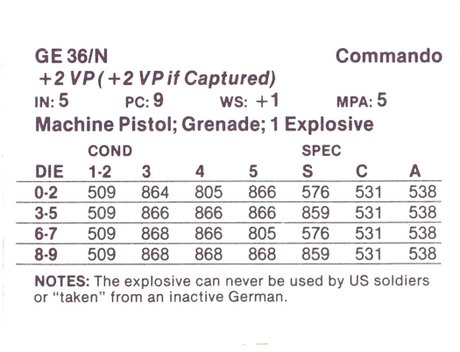 GE 36/N Commando
+2 VP (+2 VP if Captured)
IN: 5 PC: 9 WS: +1 MPA: 5
Machine Pistol; Grenade; 1 Explosive
COND SPEC
DIE 1-2 3 4 5 S C A
0-2 509 864 805 866 576 531 538
3-5 509 866 866 866 859 531 538
6-7 509 868 866 805 576 531 538
8-9 509 868 868 868 859 531 538
NOTES: The explosive can never be used by US soldiers
or "taken" from an inactive German.